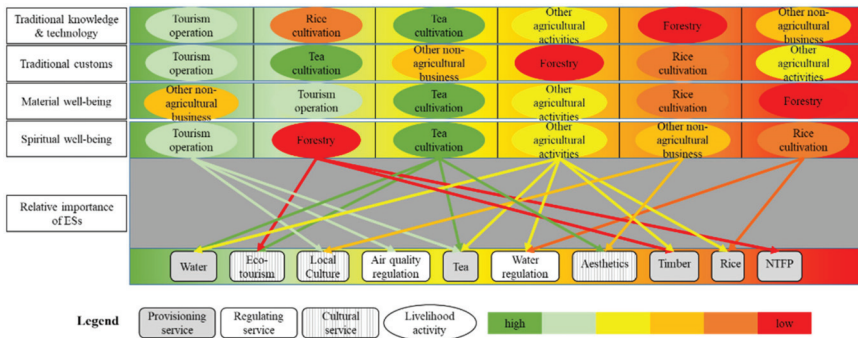 Traditional knowledge
& technology
Tourism
operation
Rice
cultivation
Tea
cultivation
Other
agricultural
activities
Forestry
Other non-
agricultural
business
Traditional customs
Tourism
operation
Tea
cultivation
Other non-
agricultural
business
Forestry
Rice
cultivation
Other
agricultural
activities
Material well-being
Other non-
agricultural
business
Tourism
operation
Tea
cultivation
Other
agricultural
activities
Rice
cultivation
Forestry
Spiritual well-being
Tourism
operation
Forestry
Tea
cultivation
Other
agricultural
activities
Other non-
agricultural
business
Rice
cultivation
Relative importance
of ESs
Water
Eco-
tourism
Local
Culture
Air quality
regulation
Tea
Water
regulation
Aesthetics
Timber
Rice
NTFP
Legend
Provisioning
service
Regulating
service
Cultural
service
Livelihood
activity
high
low